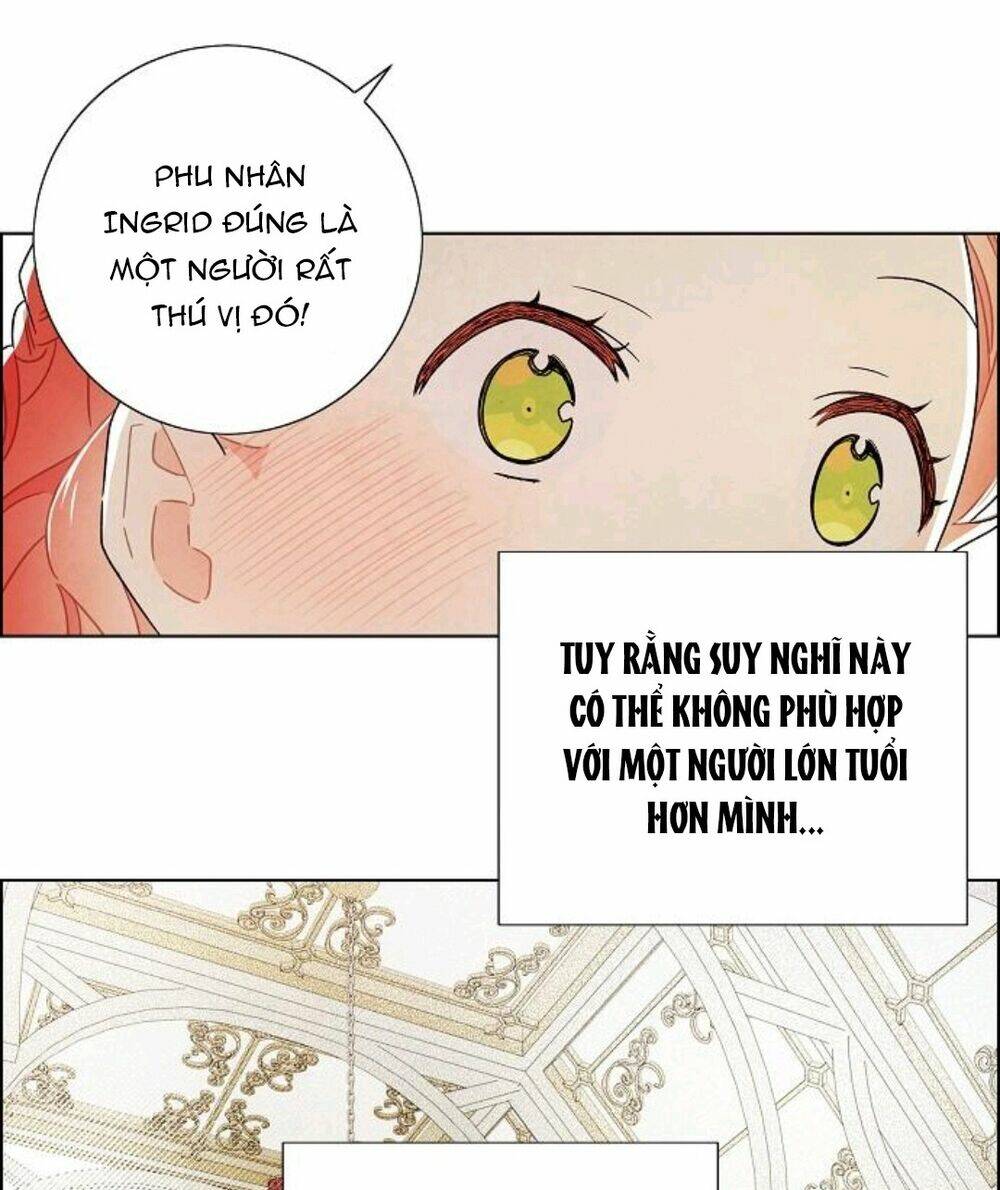 PHU NHÂN
INGRID ĐÚNG LÀ
MỘT NGƯỜI RẤT
THÚ VỊ ĐÓ!
TUY RẰNG SUY NGHĨ NÀY
CÓ THỂ KHÔNG PHÙ HỢP
VỚI MỘT NGƯỜI LỚN TUỔI
HƠN MÌNH...